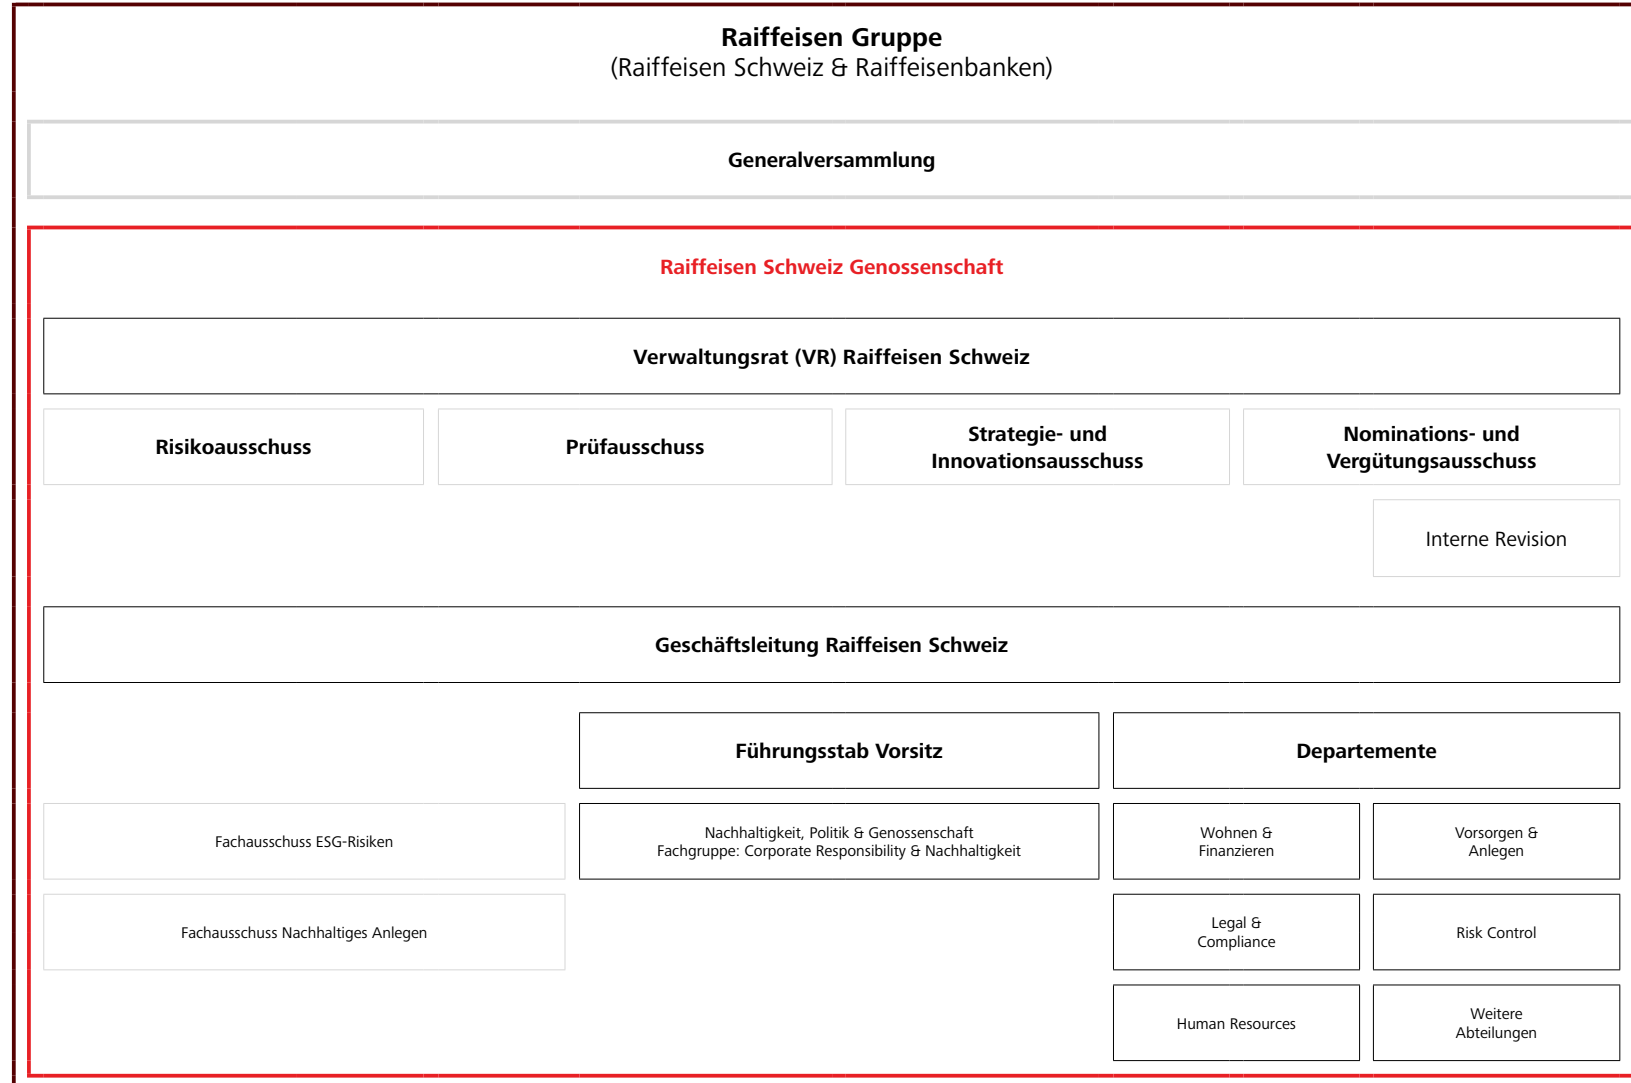 Raiffeisen Gruppe
(Raiffeisen Schweiz & Raiffeisenbanken)
Generalversammlung
Raiffeisen Schweiz Genossenschaft
Verwaltungsrat (VR) Raiffeisen Schweiz
Risikoausschuss
Prüfausschuss
Strategie- und
Innovationsausschuss
Nominations- und
Vergütungsausschuss
Interne Revision
Geschäftsleitung Raiffeisen Schweiz
Führungsstab Vorsitz
Departemente
Fachausschuss ESG-Risiken
Nachhaltigkeit, Politik & Genossenschaft
Fachgruppe: Corporate Responsibility & Nachhaltigkeit
Wohnen &
Finanzieren
Vorsorgen &
Anlegen
Fachausschuss Nachhaltiges Anlegen
Legal &
Compliance
Risk Control
Human Resources
Weitere
Abteilungen